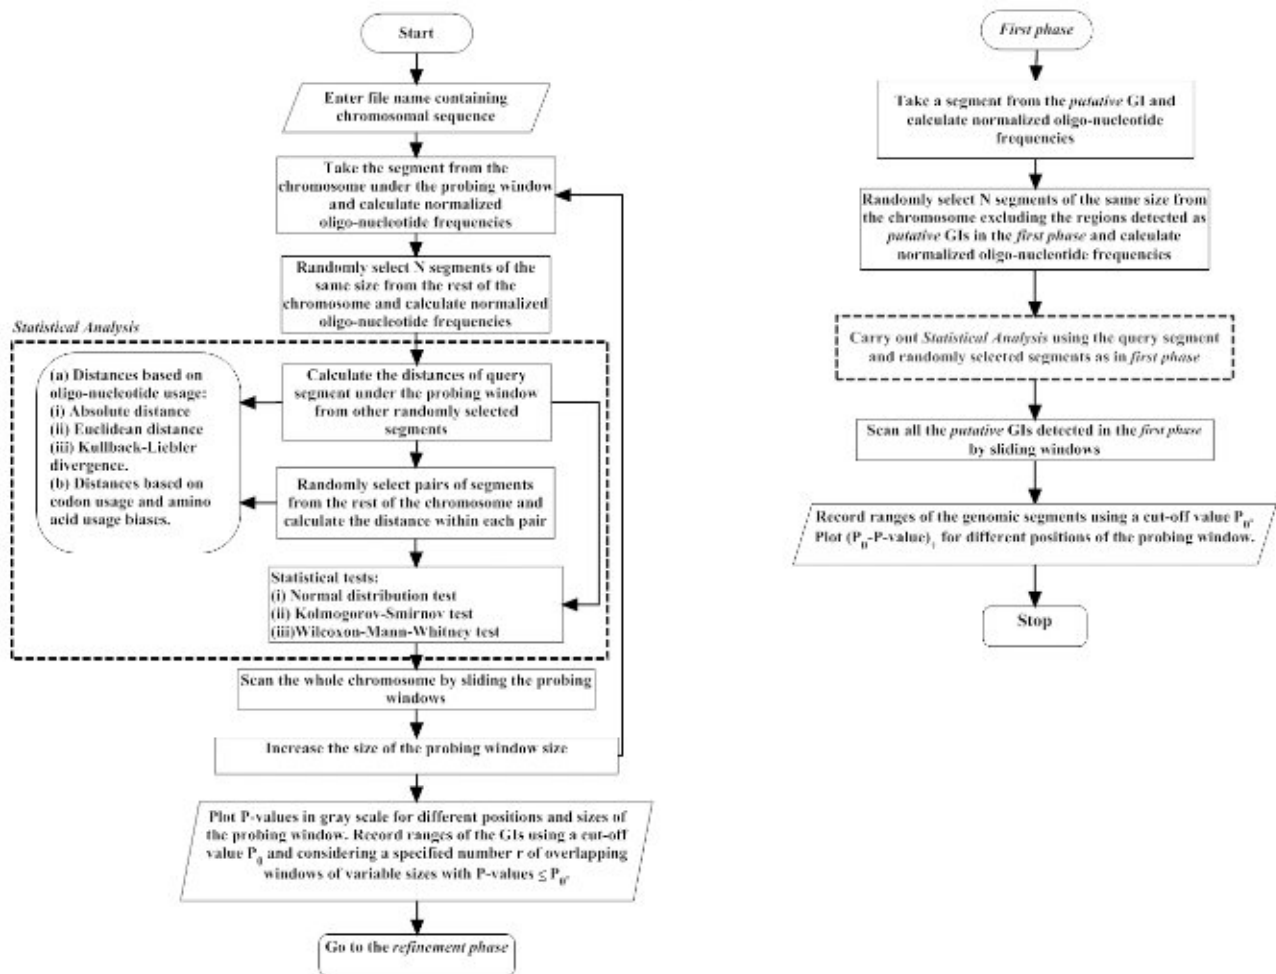 Start
Enter file name containing
chromosomal sequence
Take the segment from the
chromosome under the probing window
and calculate normalized
oligo-nucleotide frequencies
Randomly select N segments of the
same size from the rest of the
chromosome and calculate normalized
oligo-nucleotide frequencies
Statistical Analysis
(a) Distances based on
oligo-nucleotide usage:
(i) Absolute distance
(ii) Euclidean distance
(iii) Kullback-Liebler
divergence.
(b) Distances based on
codon usage and amino
acid usage biases.
Calculate the distances of query
segment under the probing window
from other randomly selected
segments
Randomly select pairs of segments
from the rest of the chromosome and
calculate the distance within each pair
Statistical tests:
(i) Normal distribution test
(ii) Kolmogorov-Smirnov test
(iii)Wilcoxon-Mann-Whitney test
Scan the whole chromosome by sliding the probing
windows
Increase the size of the probing window size
Plot P-values in gray scale for different positions and sizes of
the probing window. Record ranges of the GIs using a cut-off
value P0 and considering a specified number r of overlapping
windows of variable sizes with P-values ≤ P0.
Go to the refinement phase
First phase
Take a segment from the putative GI and
calculate normalized oligo-nucleotide
frequencies
Randomly select N segments of the same size from
the chromosome excluding the regions detected as
putative GIs in the first phase and calculate
normalized oligo-nucleotide frequencies
Carry out Statistical Analysis using the query segment
and randomly selected segments as in first phase
Scan all the putative GIs detected in the first phase
by sliding windows
Record ranges of the genomic segments using a cut-off value P0.
Plot (P0-P-value)+ for different positions of the probing window.
Stop